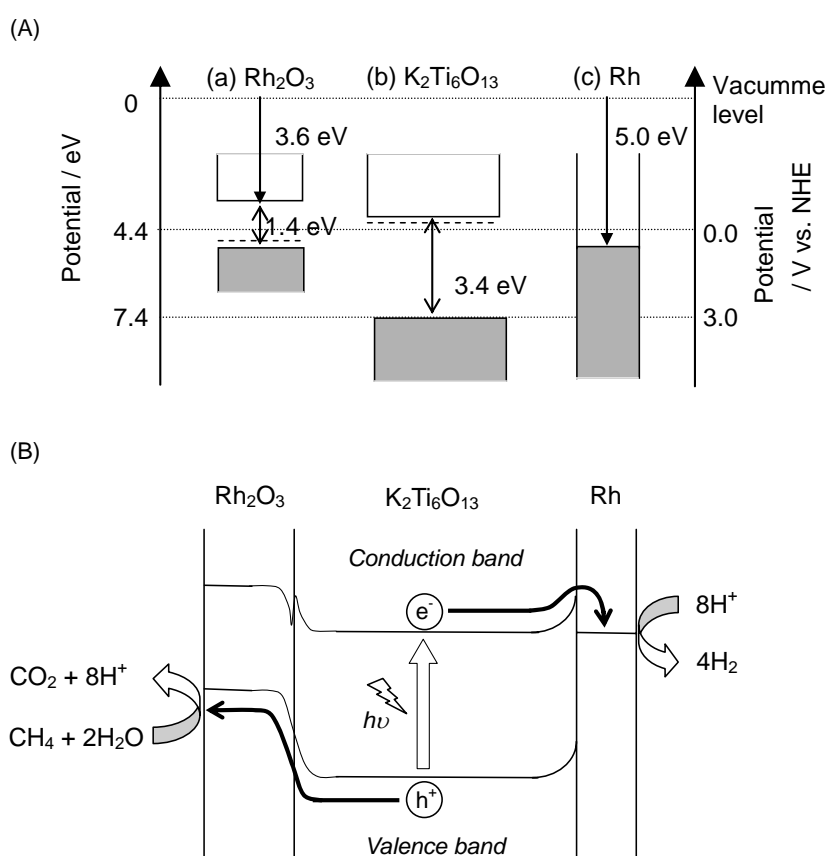 (A)
(a) Rh₂O₃
(b) K₂Ti₆O₁₃
(c) Rh
0
Vacumme
level
3.6 eV
5.0 eV
Potential / eV
1.4 eV
4.4
0.0
Potential
/ V vs. NHE
3.4 eV
7.4
3.0
(B)
Rh₂O₃
K₂Ti₆O₁₃
Rh
Conduction band
e⁻
8H⁺
4H₂
CO₂ + 8H⁺
hυ
CH₄ + 2H₂O
h⁺
Valence band